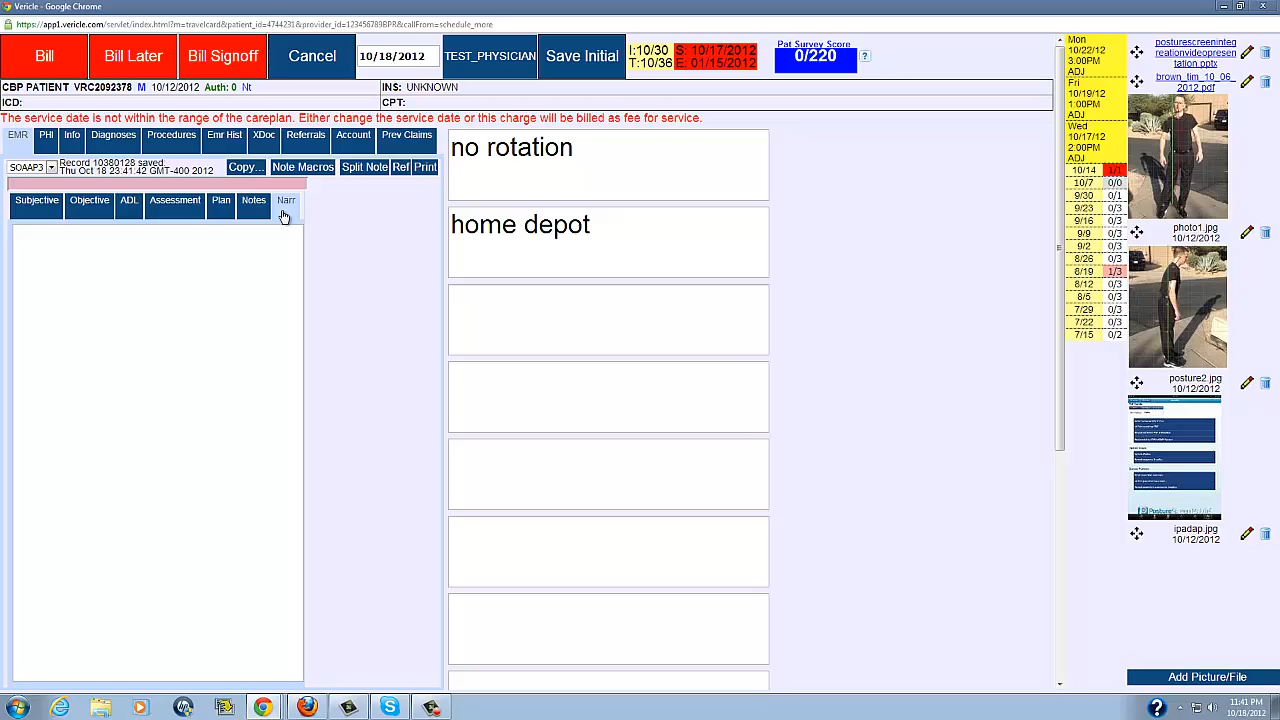 Vericle - Google Chrome
https://app1.vericle.com/servlet/index.html?m=travelcard&patient_id=4744231&provider_id=123456789BPR&callFrom=schedule_more
Bill
Bill Later
Bill Signoff
Cancel
10/18/2012
TEST_PHYSICIAN
Save Initial
I:10/30
T:10/36
S: 10/17/2012
E: 01/15/2012
Pat Survey Score
0/220
?
CBP PATIENT VRC2092378 M 10/12/2012 Auth: 0 Nt
INS: UNKNOWN
ICD:
CPT:
The service date is not within the range of the careplan. Either change the service date or this charge will be billed as fee for service.
EMR
PHI
Info
Diagnoses
Procedures
Emr Hist
XDoc
Referrals
Account
Prev Claims
SOAAP3
Record 10380128 saved.
Thu Oct 18 23:41:42 GMT-400 2012
Copy...
Note Macros
Split Note
Ref
Print
Subjective
Objective
ADL
Assessment
Plan
Notes
Narr
no rotation
home depot
Mon
10/22/12
3:00PM
ADJ
Fri
10/19/12
1:00PM
ADJ
Wed
10/17/12
2:00PM
ADJ
10/14 1/1
10/7 0/0
9/30 0/1
9/23 0/3
9/16 0/3
9/9 0/3
9/2 0/3
8/26 0/3
8/19 1/3
8/12 0/3
8/5 0/3
7/29 0/3
7/22 0/3
7/15 0/2
posturescreeninteg
reationvideopresen
tation.pptx
brown_tim_10_06_
2012.pdf
photo1.jpg
10/12/2012
posture2.jpg
10/12/2012
PostureScreenMobile
ipadap.jpg
10/12/2012
Add Picture/File
11:41 PM
10/18/2012